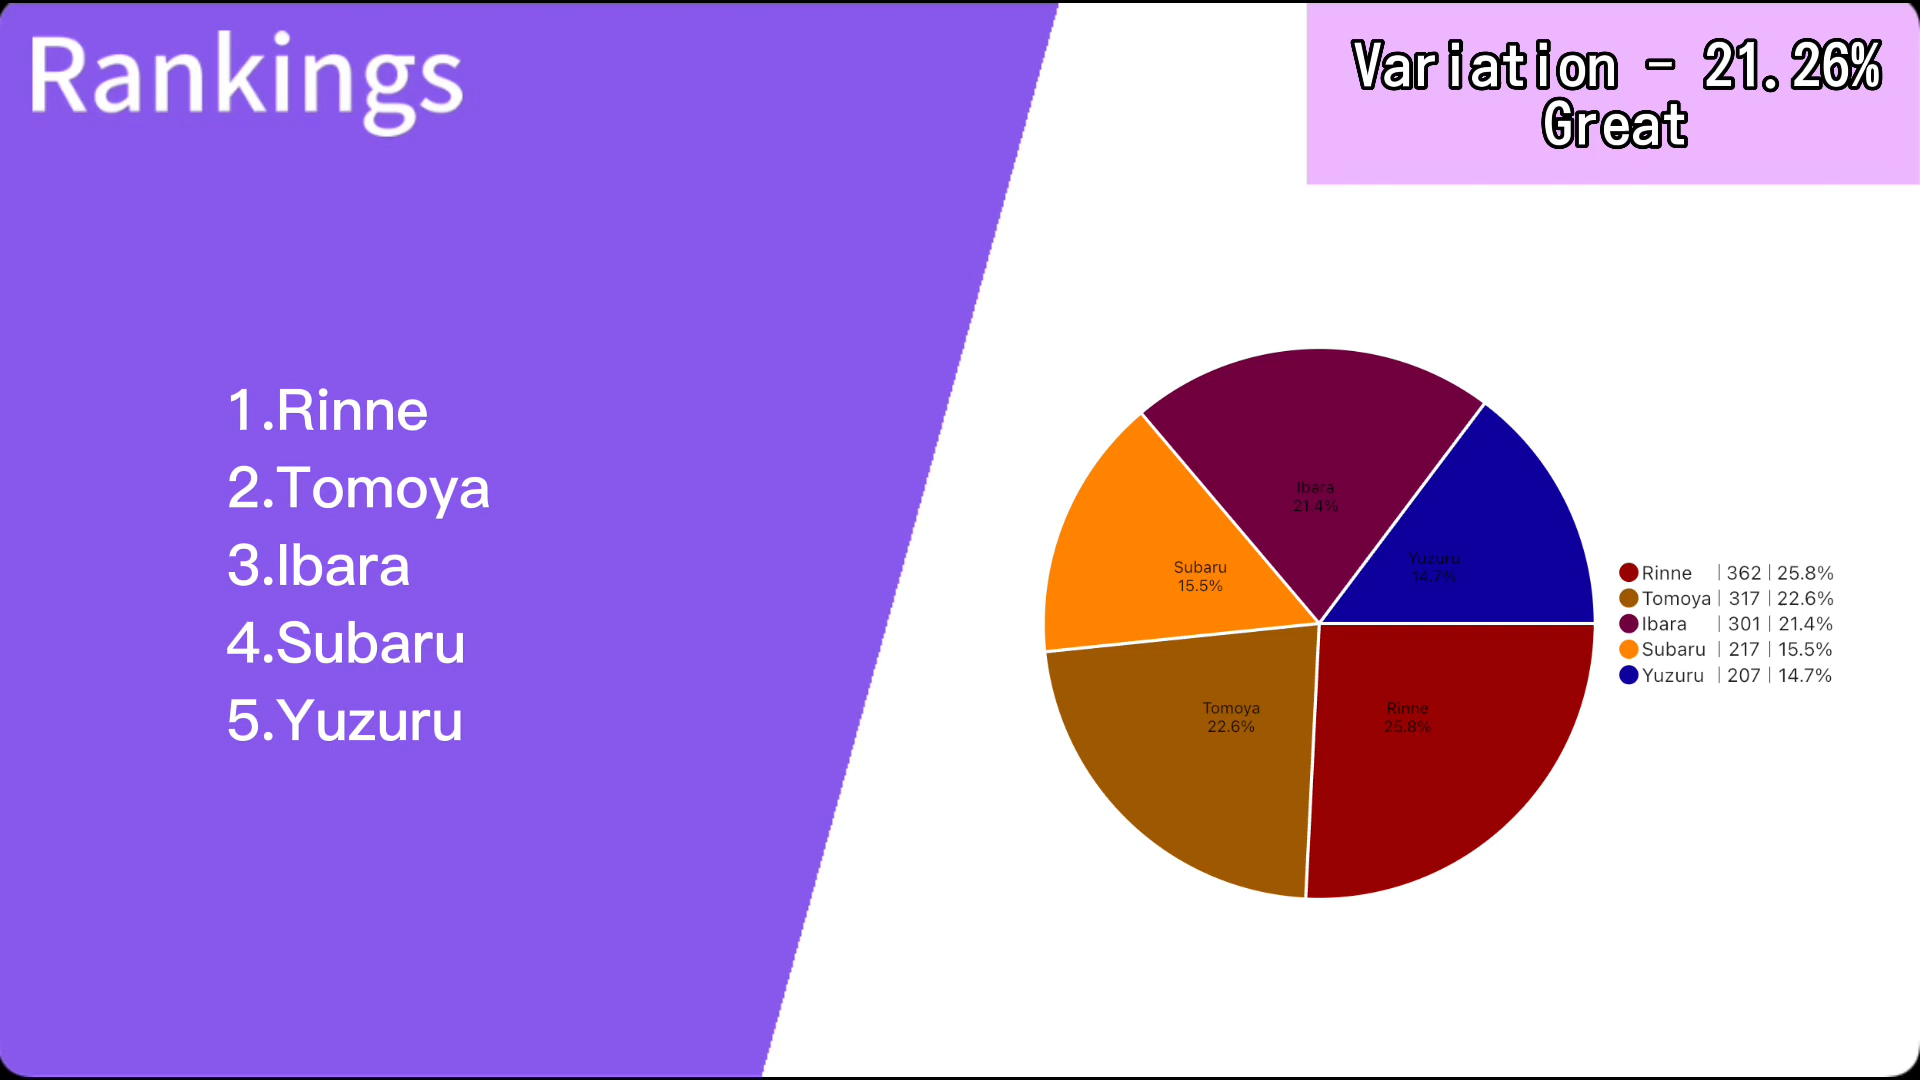 Rankings
Variation - 21.26%
Great
1.Rinne
2.Tomoya
3.Ibara
4.Subaru
5.Yuzuru
Ibara
21.4%
Yuzuru
14.7%
Subaru
15.5%
Tomoya
22.6%
Rinne
25.8%
Rinne | 362 | 25.8%
Tomoya | 317 | 22.6%
Ibara | 301 | 21.4%
Subaru | 217 | 15.5%
Yuzuru | 207 | 14.7%